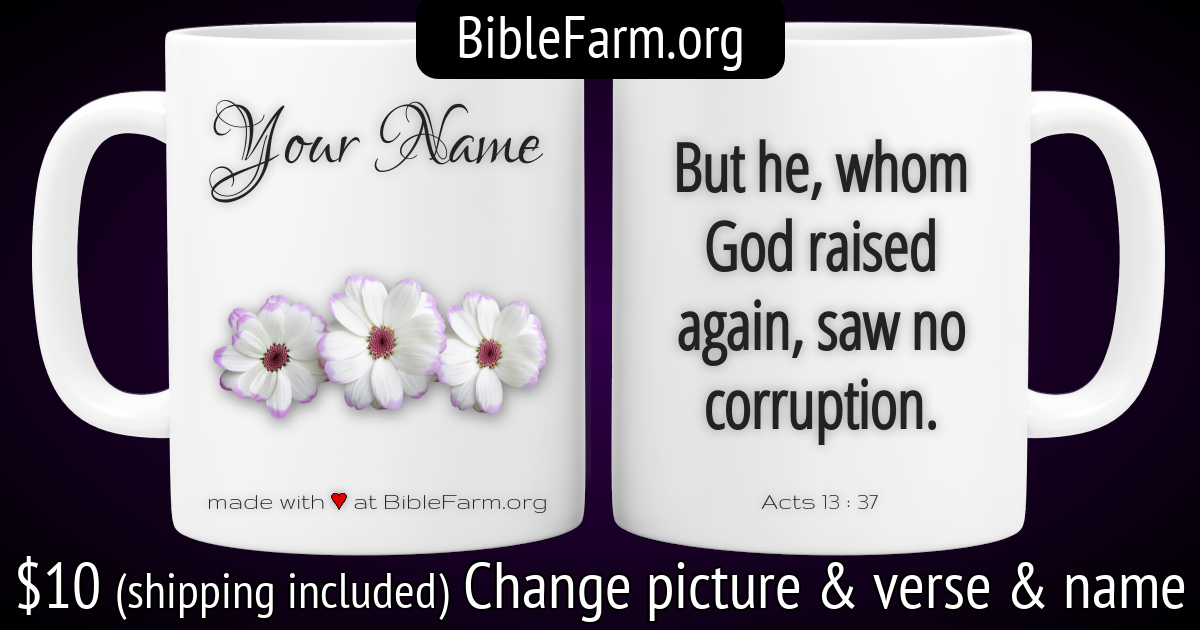 BibleFarm.org
Your Name
made with ♥ at BibleFarm.org
But he, whom
God raised
again, saw no
corruption.
Acts 13 : 37
$10 (shipping included) Change picture & verse & name